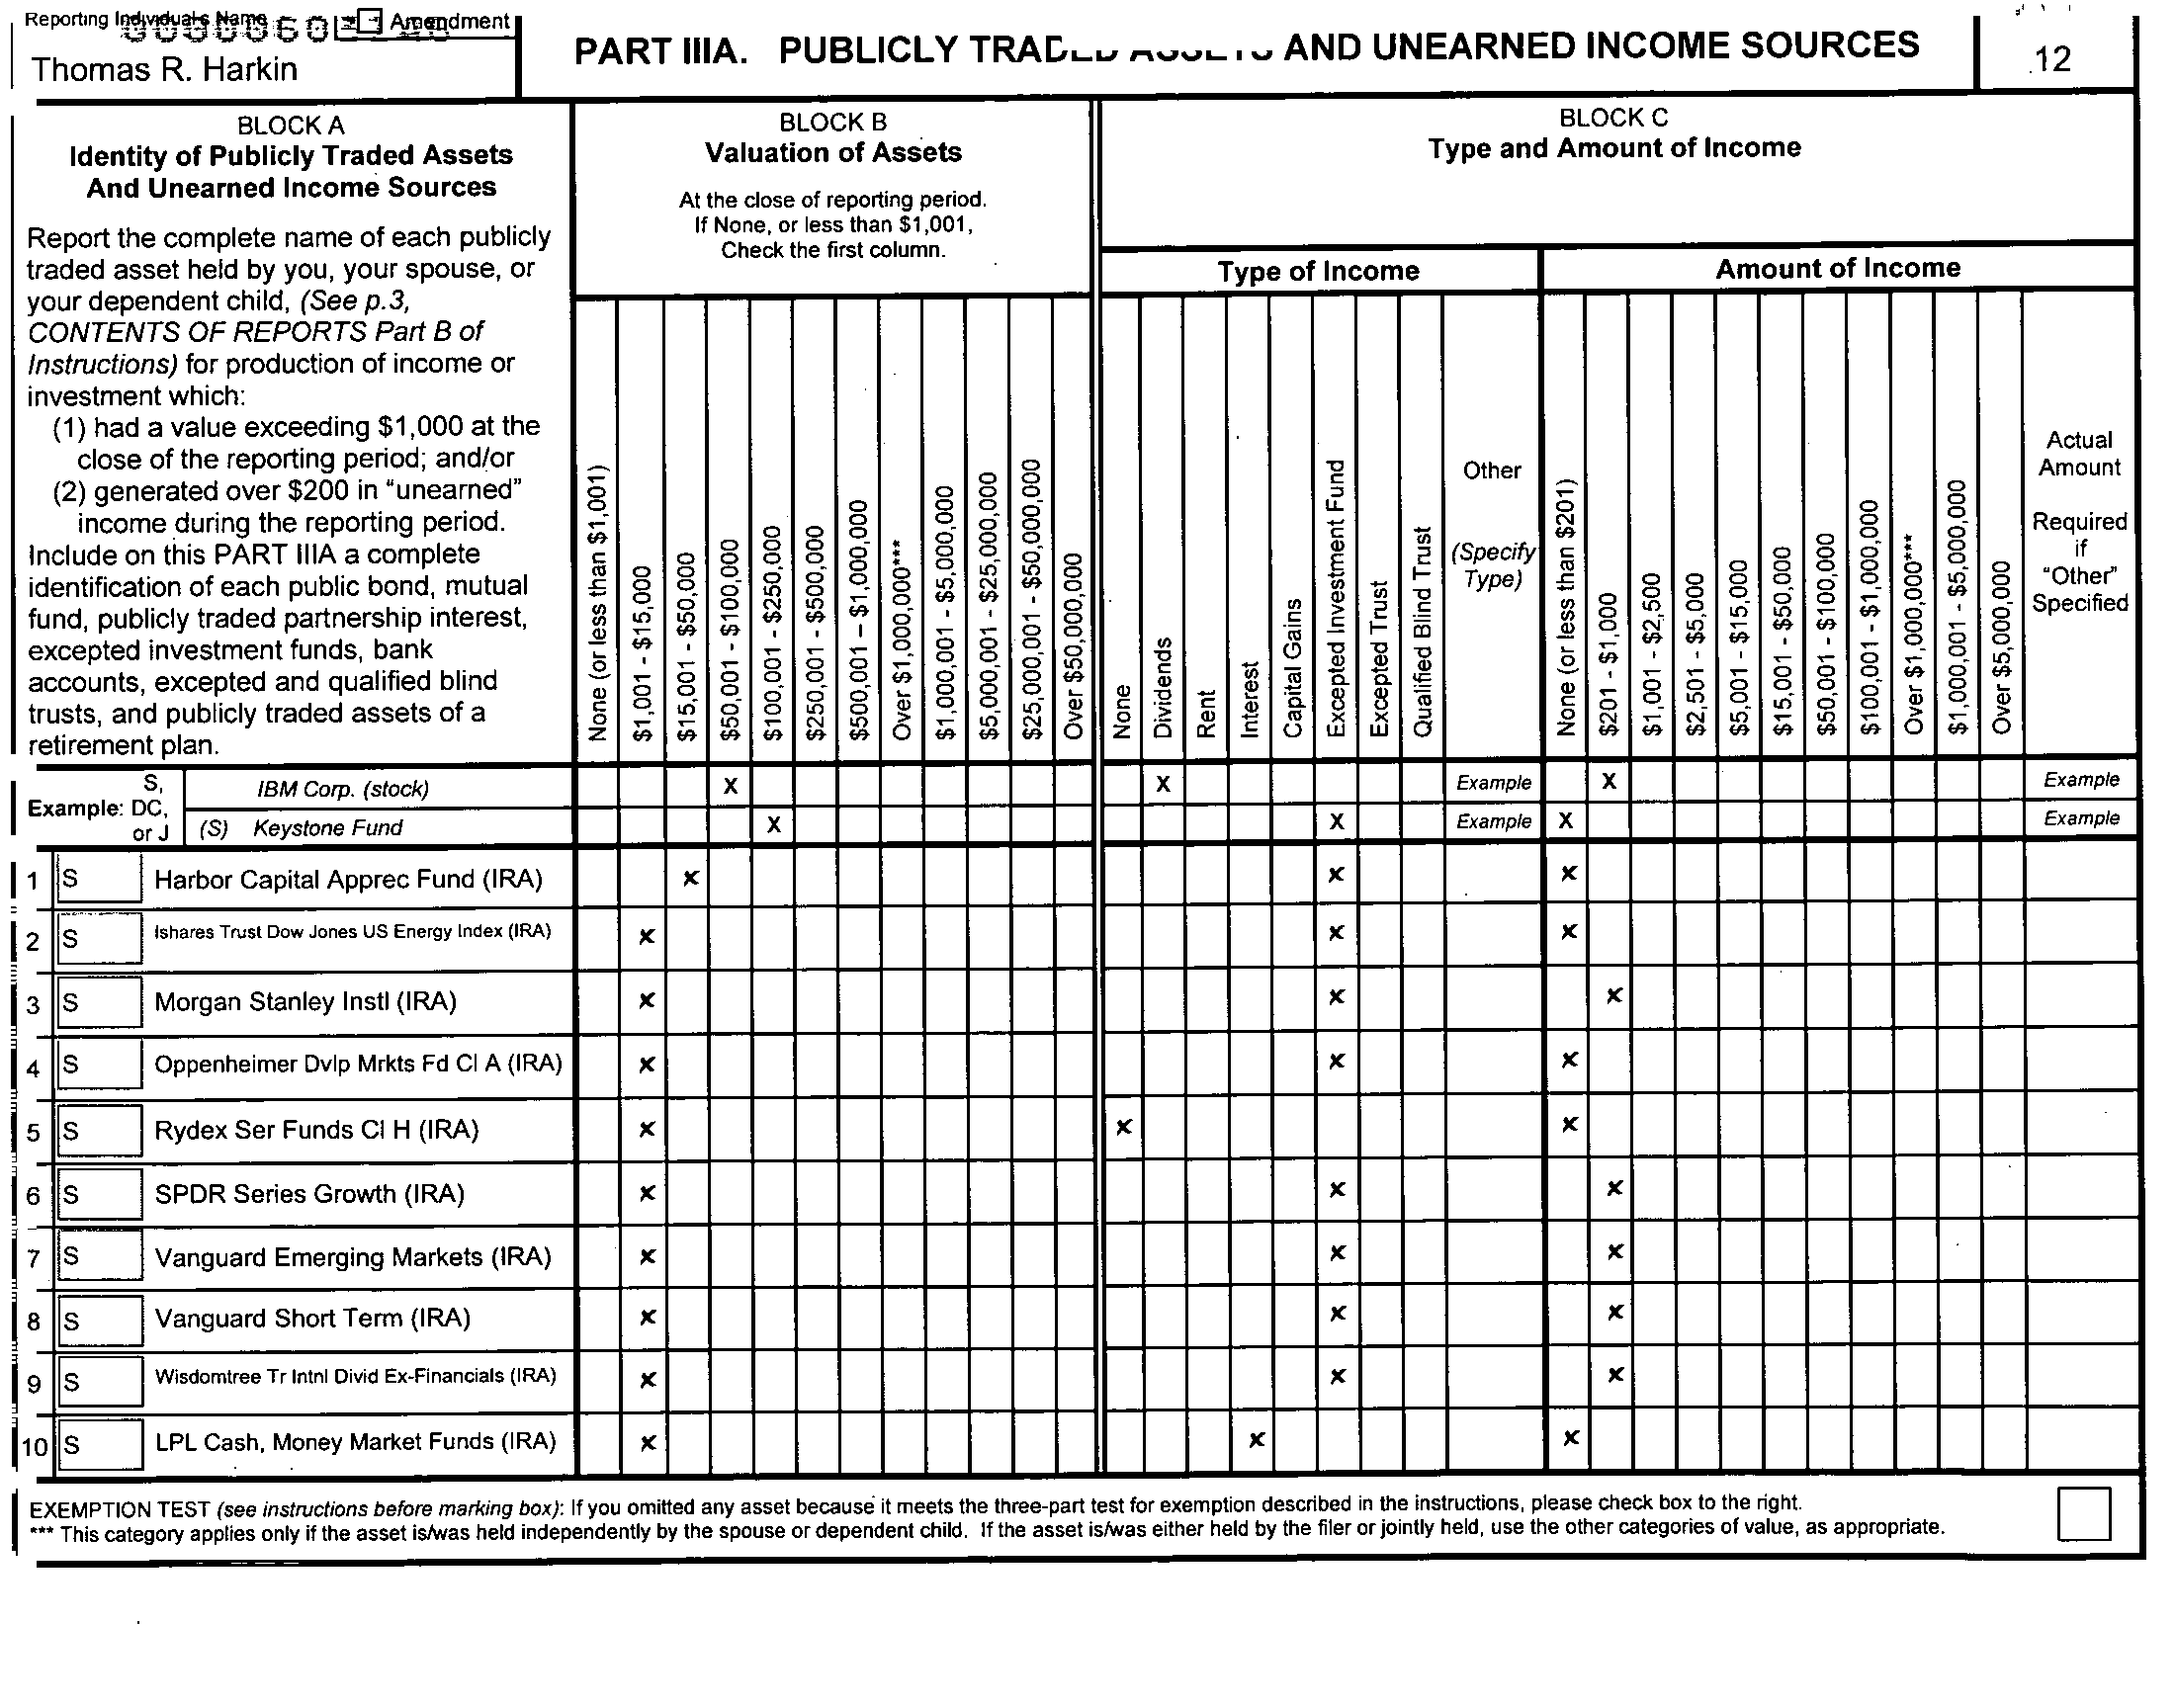 Reporting Individual's Name
Amendment
Thomas R. Harkin
PART IIIA. PUBLICLY TRADED ASSETS AND UNEARNED INCOME SOURCES
12
BLOCK A
Identity of Publicly Traded Assets
And Unearned Income Sources
Report the complete name of each publicly
traded asset held by you, your spouse, or
your dependent child, (See p.3,
CONTENTS OF REPORTS Part B of
Instructions) for production of income or
investment which:
(1) had a value exceeding $1,000 at the
close of the reporting period; and/or
(2) generated over $200 in “unearned”
income during the reporting period.
Include on this PART IIIA a complete
identification of each public bond, mutual
fund, publicly traded partnership interest,
excepted investment funds, bank
accounts, excepted and qualified blind
trusts, and publicly traded assets of a
retirement plan.
BLOCK B
Valuation of Assets
At the close of reporting period.
If None, or less than $1,001,
Check the first column.
None (or less than $1,001)
$1,001 - $15,000
$15,001 - $50,000
$50,001 - $100,000
$100,001 - $250,000
$250,001 - $500,000
$500,001 – $1,000,000
Over $1,000,000***
$1,000,001 - $5,000,000
$5,000,001 - $25,000,000
$25,000,001 - $50,000,000
Over $50,000,000
BLOCK C
Type and Amount of Income
Type of Income
None
Dividends
Rent
Interest
Capital Gains
Excepted Investment Fund
Excepted Trust
Qualified Blind Trust
Other
(Specify
Type)
Amount of Income
None (or less than $201)
$201 - $1,000
$1,001 - $2,500
$2,501 - $5,000
$5,001 - $15,000
$15,001 - $50,000
$50,001 - $100,000
$100,001 - $1,000,000
Over $1,000,000***
$1,000,001 - $5,000,000
Over $5,000,000
Actual
Amount
Required
if
“Other”
Specified
Example: S, DC, or J
IBM Corp. (stock) X X Example X Example
(S) Keystone Fund X X Example X Example
1 S Harbor Capital Apprec Fund (IRA) x x x
2 S Ishares Trust Dow Jones US Energy Index (IRA) x x x
3 S Morgan Stanley Instl (IRA) x x x
4 S Oppenheimer Dvlp Mrkts Fd Cl A (IRA) x x x
5 S Rydex Ser Funds Cl H (IRA) x x x
6 S SPDR Series Growth (IRA) x x x
7 S Vanguard Emerging Markets (IRA) x x x
8 S Vanguard Short Term (IRA) x x x
9 S Wisdomtree Tr Intnl Divid Ex-Financials (IRA) x x x
10 S LPL Cash, Money Market Funds (IRA) x x x
EXEMPTION TEST (see instructions before marking box): If you omitted any asset because it meets the three-part test for exemption described in the instructions, please check box to the right.
*** This category applies only if the asset is/was held independently by the spouse or dependent child. If the asset is/was either held by the filer or jointly held, use the other categories of value, as appropriate.